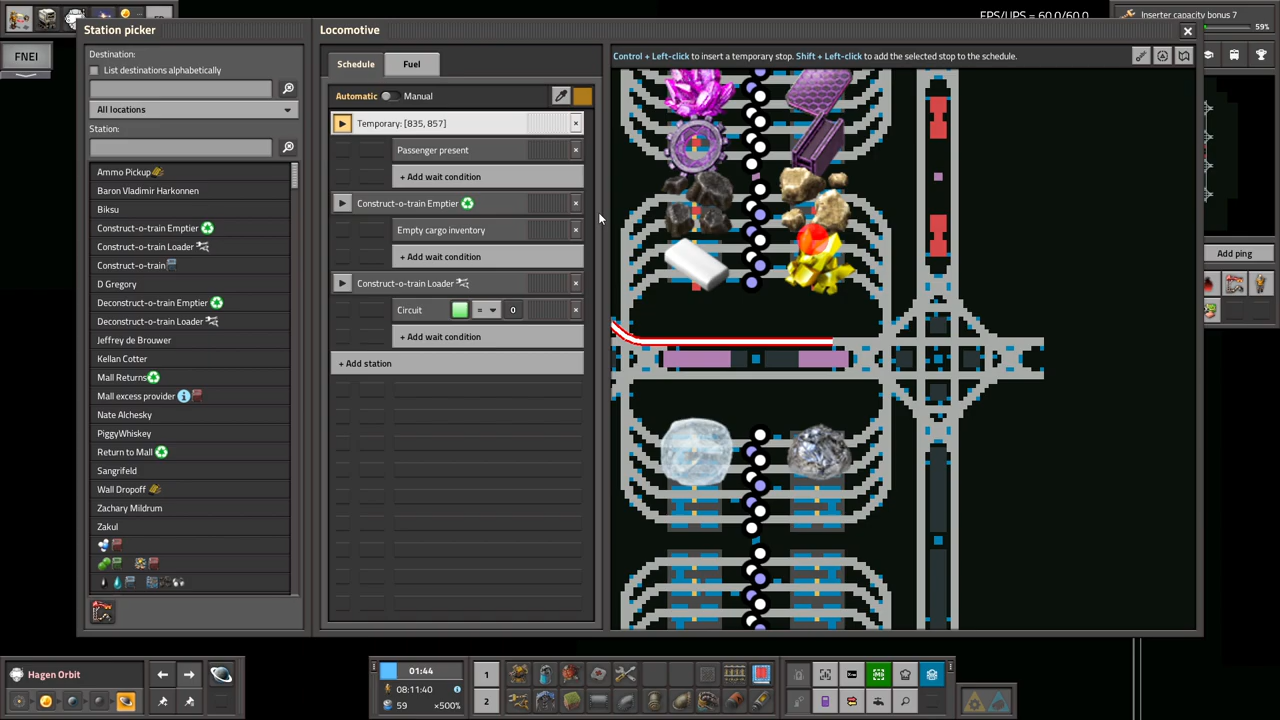 EPS/UPS = 60.0/60.0
Inserter capacity bonus 7
59%
FNEI
Station picker
Destination:
List destinations alphabetically
All locations
Station:
Ammo Pickup
Baron Vladimir Harkonnen
Biksu
Construct-o-train Emptier
Construct-o-train Loader
Construct-o-train
D Gregory
Deconstruct-o-train Emptier
Deconstruct-o-train Loader
Jeffrey de Brouwer
Kellan Cotter
Mall Returns
Mall excess provider
Nate Alchesky
PiggyWhiskey
Return to Mall
Sangrifeld
Wall Dropoff
Zachary Mildrum
Zakul
Locomotive
Schedule
Fuel
Automatic
Manual
Temporary: [835, 857]
Passenger present
+ Add wait condition
Construct-o-train Emptier
Empty cargo inventory
+ Add wait condition
Construct-o-train Loader
Circuit = 0
+ Add wait condition
+ Add station
Control + Left-click to insert a temporary stop. Shift + Left-click to add the selected stop to the schedule.
Add ping
Hagen Orbit
01:44
08:11:40
59 ×500%
1
2